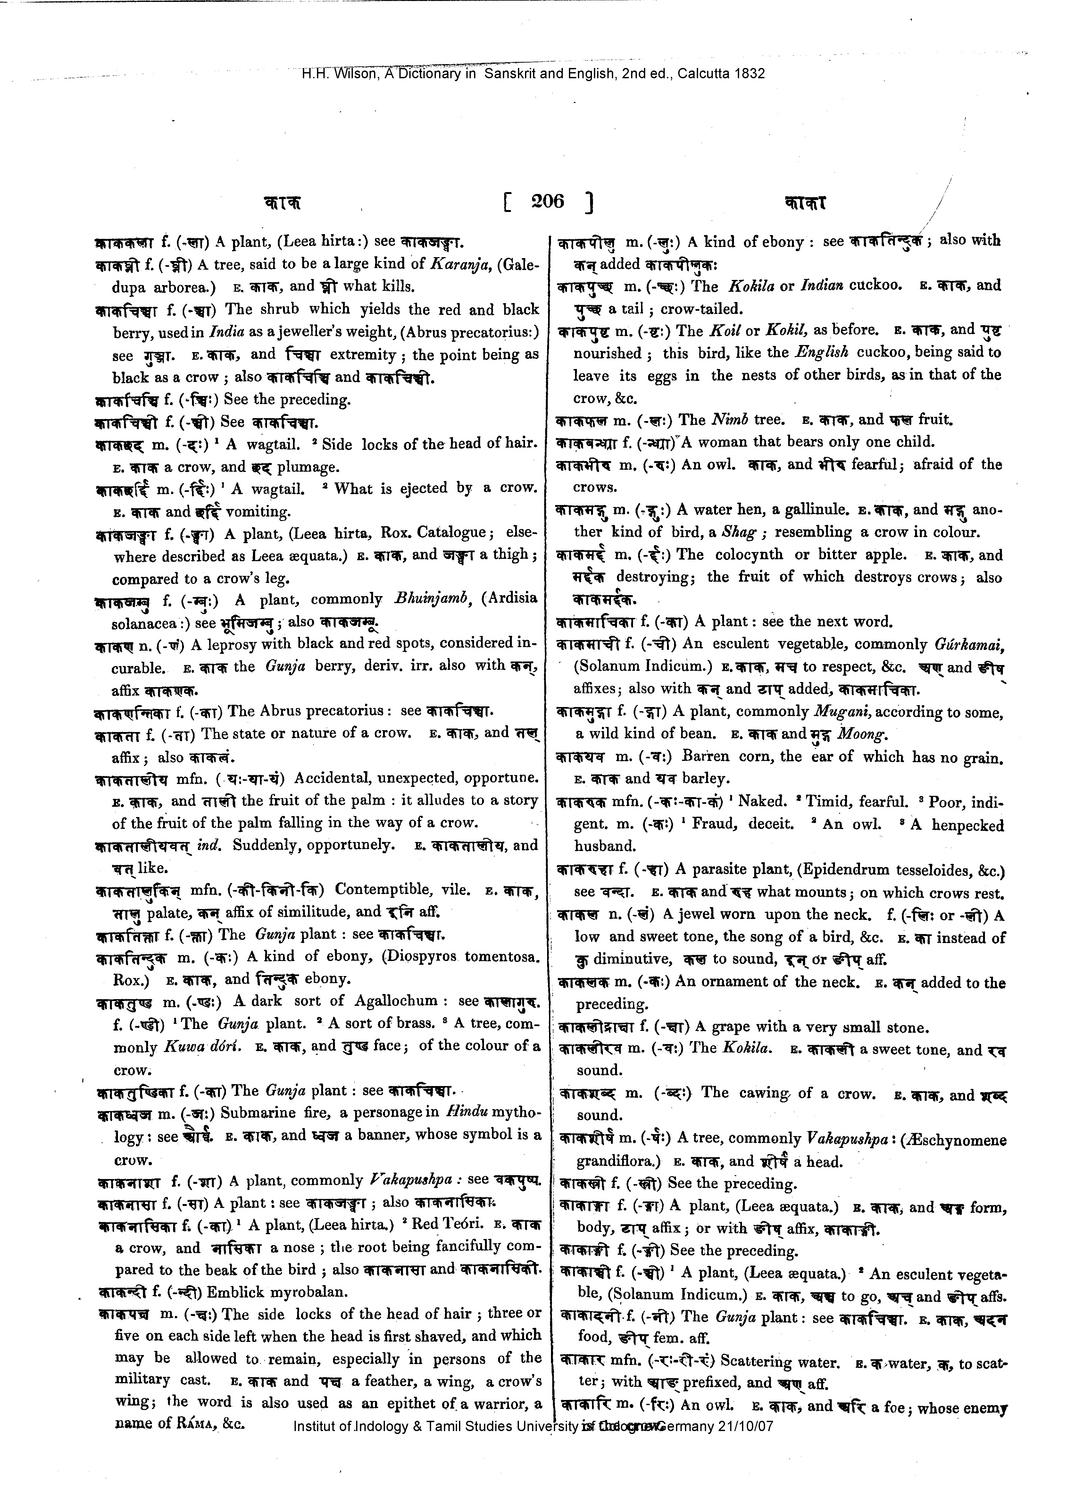 H.H. Wilson, A Dictionary in Sanskrit and English, 2nd ed., Calcutta 1832
काक [ 206 ] काका
काककला f. (-ला) A plant, (Leea hirta:) see काकजङ्घा.
काकघ्नी f. (-घ्नी) A tree, said to be a large kind of Karanja, (Gale-
dupa arborea.) E. काक, and घ्नी what kills.
काकचिञ्चा f. (-ञ्चा) The shrub which yields the red and black
berry, used in India as a jeweller's weight, (Abrus precatorius:)
see गुञ्जा. E. काक, and चिञ्चा extremity ; the point being as
black as a crow ; also काकचिञ्चि and काकचिञ्ची.
काकचिञ्चि f. (-ञ्चिः) See the preceding.
काकचिञ्ची f. (-ञ्ची) See काकचिञ्चा.
काकछद m. (-दः) ¹ A wagtail. ² Side locks of the head of hair.
E. काक a crow, and छद plumage.
काकछर्दि m. (-र्दिः) ¹ A wagtail. ² What is ejected by a crow.
E. काक and छर्दि vomiting.
काकजङ्घा f. (-ङ्घा) A plant, (Leea hirta, Rox. Catalogue ; else-
where described as Leea æquata.) E. काक, and जङ्घा a thigh ;
compared to a crow's leg.
काकजम्बु f. (-म्बुः) A plant, commonly Bhuinjamb, (Ardisia
solanacea :) see भूमिजम्बु ; also काकजम्बू.
काकण n. (-णं) A leprosy with black and red spots, considered in-
curable. E. काक the Gunja berry, deriv. irr. also with कन्,
affix काकणक.
काकणन्तिका f. (-का) The Abrus precatorius : see काकचिञ्चा.
काकता f. (-ता) The state or nature of a crow. E. काक, and तल्
affix ; also काकत्वं.
काकतालीय mfn. ( यः-या-यं) Accidental, unexpected, opportune.
E. काक, and ताली the fruit of the palm : it alludes to a story
of the fruit of the palm falling in the way of a crow.
काकतालीयवत् ind. Suddenly, opportunely. E. काकतालीय, and
वत् like.
काकतालुकिन् mfn. (-की-किनी-कि) Contemptible, vile. E. काक,
तालु palate, कन् affix of similitude, and इनि aff.
काकतिक्ता f. (-क्ता) The Gunja plant : see काकचिञ्चा.
काकतिन्दुक m. (-कः) A kind of ebony, (Diospyros tomentosa.
Rox.) E. काक, and तिन्दुक ebony.
काकतुण्ड m. (-ण्डः) A dark sort of Agallochum : see कालागुरु.
f. (-ण्डी) ¹ The Gunja plant. ² A sort of brass. ³ A tree, com-
monly Kuwa dóri. E. काक, and तुण्ड face ; of the colour of a
crow.
काकतुण्डिका f. (-का) The Gunja plant : see काकचिञ्चा.
काकध्वज m. (-जः) Submarine fire, a personage in Hindu mytho-
logy : see और्व. E. काक, and ध्वज a banner, whose symbol is a
crow.
काकनाशा f. (-शा) A plant, commonly Vakapushpa : see वकपुष्प.
काकनासा f. (-सा) A plant : see काकजङ्घा ; also काकनासिका.
काकनासिका f. (-का) ¹ A plant, (Leea hirta.) ² Red Teóri. E. काक
a crow, and नासिका a nose ; the root being fancifully com-
pared to the beak of the bird ; also काकनासा and काकनासिकी.
काकन्दी f. (-न्दी) Emblick myrobalan.
काकपक्ष m. (-क्षः) The side locks of the head of hair ; three or
five on each side left when the head is first shaved, and which
may be allowed to remain, especially in persons of the
military cast. E. काक and पक्ष a feather, a wing, a crow's
wing ; the word is also used as an epithet of a warrior, a
name of RÁMA, &c.
काकपीलु m. (-लुः) A kind of ebony : see काकतिन्दुक ; also with
कन् added काकपीलुकः
काकपुच्छ m. (-च्छः) The Kokila or Indian cuckoo. E. काक, and
पुच्छ a tail ; crow-tailed.
काकपुष्ट m. (-ष्टः) The Koil or Kokil, as before. E. काक, and पुष्ट
nourished ; this bird, like the English cuckoo, being said to
leave its eggs in the nests of other birds, as in that of the
crow, &c.
काकफल m. (-लः) The Nimb tree. E. काक, and फल fruit.
काकबन्ध्या f. (-न्ध्या) A woman that bears only one child.
काकभीरु m. (-रुः) An owl. काक, and भीरु fearful ; afraid of the
crows.
काकमद्गु m. (-द्गुः) A water hen, a gallinule. E. काक, and मद्गु ano-
ther kind of bird, a Shag ; resembling a crow in colour.
काकमर्द्द m. (-र्द्दः) The colocynth or bitter apple. E. काक, and
मर्द्दक destroying ; the fruit of which destroys crows ; also
काकमर्द्दक.
काकमाचिका f. (-का) A plant : see the next word.
काकमाची f. (-ची) An esculent vegetable, commonly Gúrkamai,
(Solanum Indicum.) E. काक, मच to respect, &c. अण and ङीष्
affixes ; also with कन् and टाप् added, काकमाचिका.
काकमुद्गा f. (-द्गा) A plant, commonly Mugani, according to some,
a wild kind of bean. E. काक and मुद्ग Moong.
काकयव m. (-वः) Barren corn, the ear of which has no grain.
E. काक and यव barley.
काकरुक mfn. (-कः-का-कं) ¹ Naked. ² Timid, fearful. ³ Poor, indi-
gent. m. (-कः) ¹ Fraud, deceit. ² An owl. ³ A henpecked
husband.
काकरुहा f. (-हा) A parasite plant, (Epidendrum tesseloides, &c.)
see वन्दा. E. काक and रुह what mounts ; on which crows rest.
काकल n. (-लं) A jewel worn upon the neck. f. (-लिः or -ली) A
low and sweet tone, the song of a bird, &c. E. का instead of
कु diminutive, कल to sound, इन् or ङीप् aff.
काकलक m. (-कः) An ornament of the neck. E. कन् added to the
preceding.
काकलीद्राक्षा f. (-क्षा) A grape with a very small stone.
काकलीरव m. (-वः) The Kokila. E. काकली a sweet tone, and रव
sound.
काकशब्द m. (-ब्दः) The cawing of a crow. E. काक, and शब्द
sound.
काकशीर्ष m. (-र्षः) A tree, commonly Vakapushpa : (Æschynomene
grandiflora.) E. काक, and शीर्ष a head.
काकस्त्री f. (-स्त्री) See the preceding.
काकाङ्गा f. (-ङ्गा) A plant, (Leea æquata.) E. काक, and अङ्ग form,
body, टाप् affix ; or with ङीष् affix, काकाङ्गी.
काकाङ्गी f. (-ङ्गी) See the preceding.
काकाञ्ची f. (-ञ्ची) ¹ A plant, (Leea æquata.) ² An esculent vegeta-
ble, (Solanum Indicum.) E. काक, अञ्च to go, अच् and ङीप् affs.
काकादनी f. (-नी) The Gunja plant : see काकचिञ्चा. E. काक, अदन
food, ङीप् fem. aff.
काकार mfn. (-रः-री-रं) Scattering water. E. क water, क, to scat-
ter ; with आङ् prefixed, and अण् aff.
काकारि m. (-रिः) An owl. E. काक, and अरि a foe ; whose enemy
is the crow.
Institut of Indology & Tamil Studies University of Cologne Germany 21/10/07